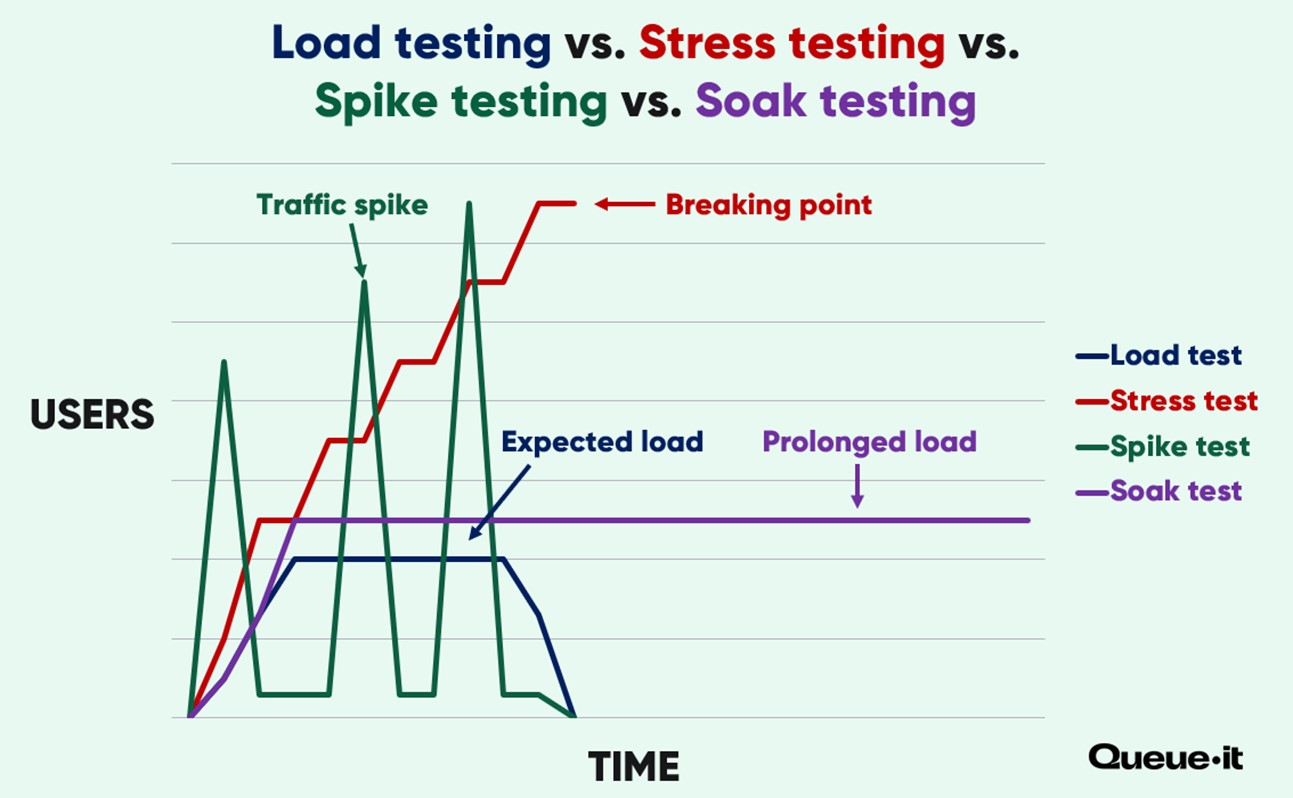 Load testing vs. Stress testing vs.
Spike testing vs. Soak testing
Traffic spike
Breaking point
USERS
Expected load
Prolonged load
Load test
Stress test
Spike test
Soak test
TIME
Queue·it